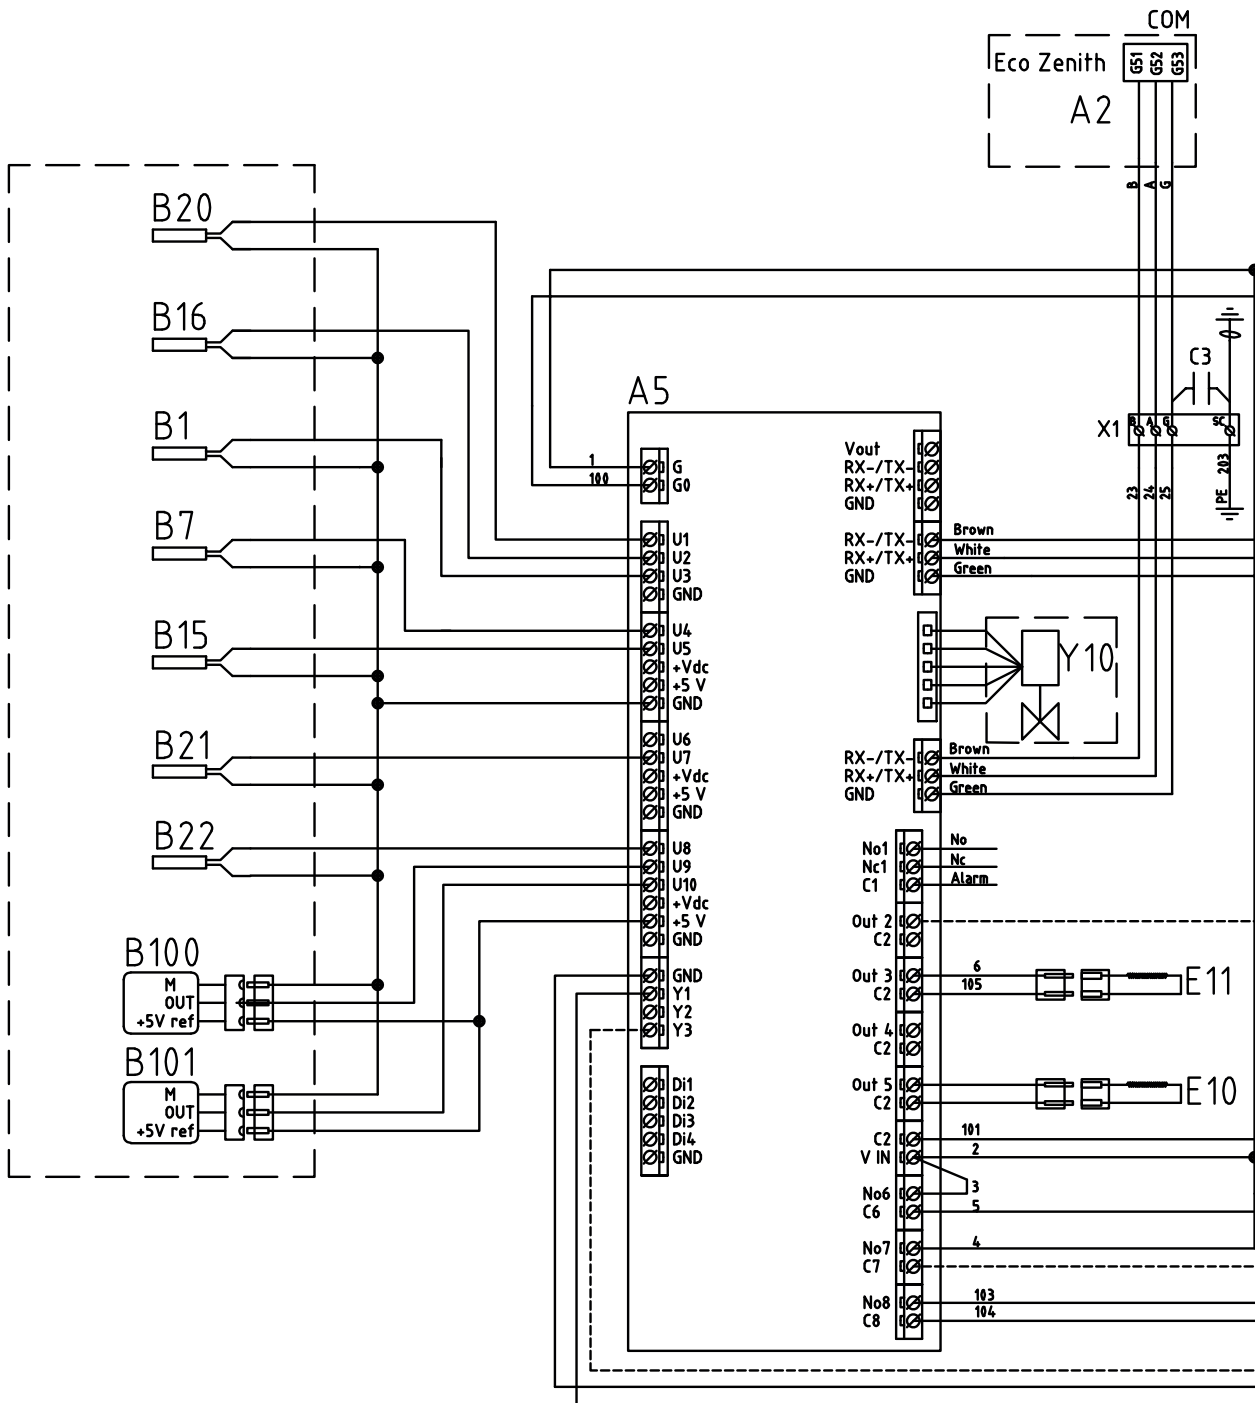 COM
Eco Zenith
G51
G52
G53
A2
B
A
G
B20
B16
C3
A5
B1
X1
B
A
G
SC
1
G
100
G0
Vout
RX-/TX-
RX+/TX+
GND
23
24
25
PE 203
B7
U1
U2
U3
GND
RX-/TX-
RX+/TX+
GND
Brown
White
Green
B15
U4
U5
+Vdc
+5 V
GND
Y10
B21
U6
U7
+Vdc
+5 V
GND
RX-/TX-
RX+/TX+
GND
Brown
White
Green
B22
U8
U9
U10
+Vdc
+5 V
GND
No1
Nc1
C1
No
Nc
Alarm
Out 2
C2
B100
M
OUT
+5V ref
GND
Y1
Y2
Y3
Out 3
C2
6
105
E11
Out 4
C2
B101
M
OUT
+5V ref
Di1
Di2
Di3
Di4
GND
Out 5
C2
E10
C2
V IN
101
2
No6
C6
3
5
No7
C7
4
No8
C8
103
104